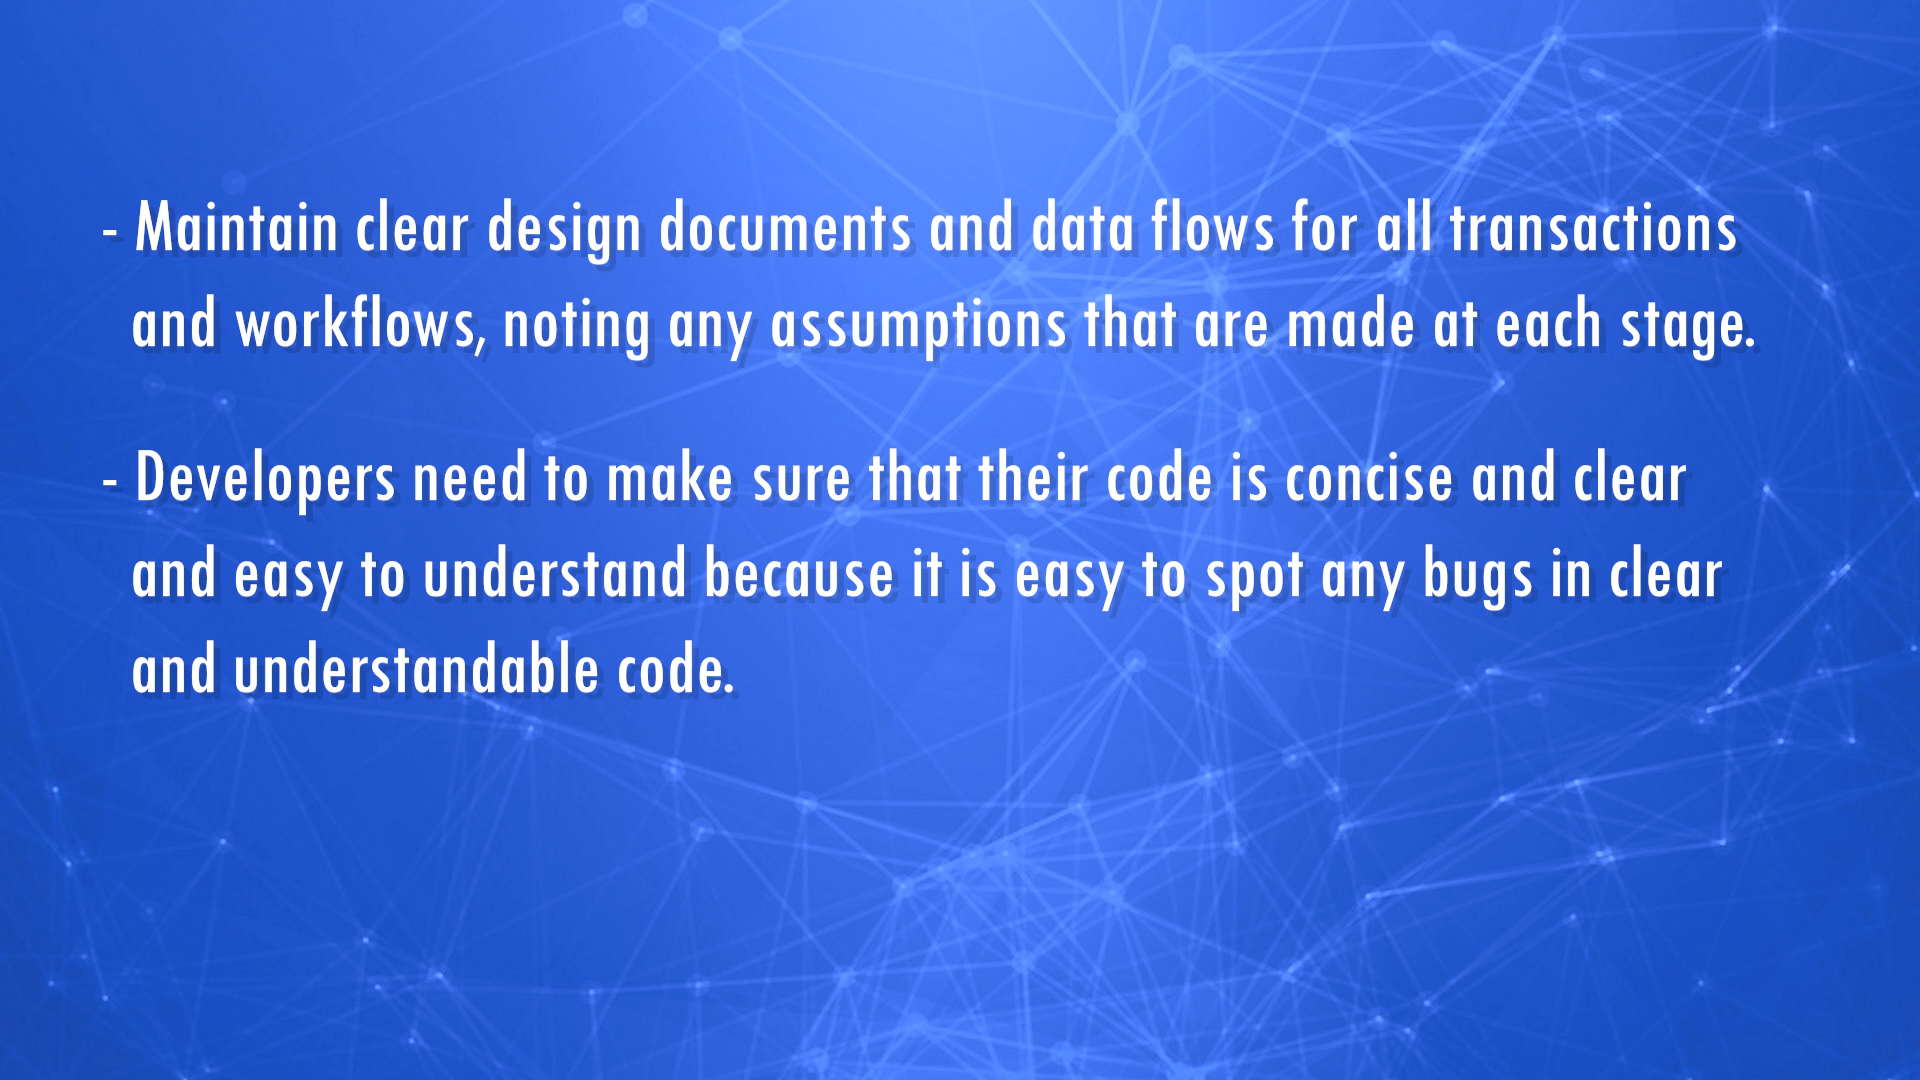 - Maintain clear design documents and data flows for all transactions
and workflows, noting any assumptions that are made at each stage.
- Developers need to make sure that their code is concise and clear
and easy to understand because it is easy to spot any bugs in clear
and understandable code.